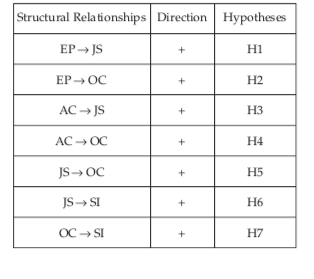 Structural Relationships Direction Hypotheses
EP → JS + H1
EP → OC + H2
AC → JS + H3
AC → OC + H4
JS → OC + H5
JS → SI + H6
OC → SI + H7